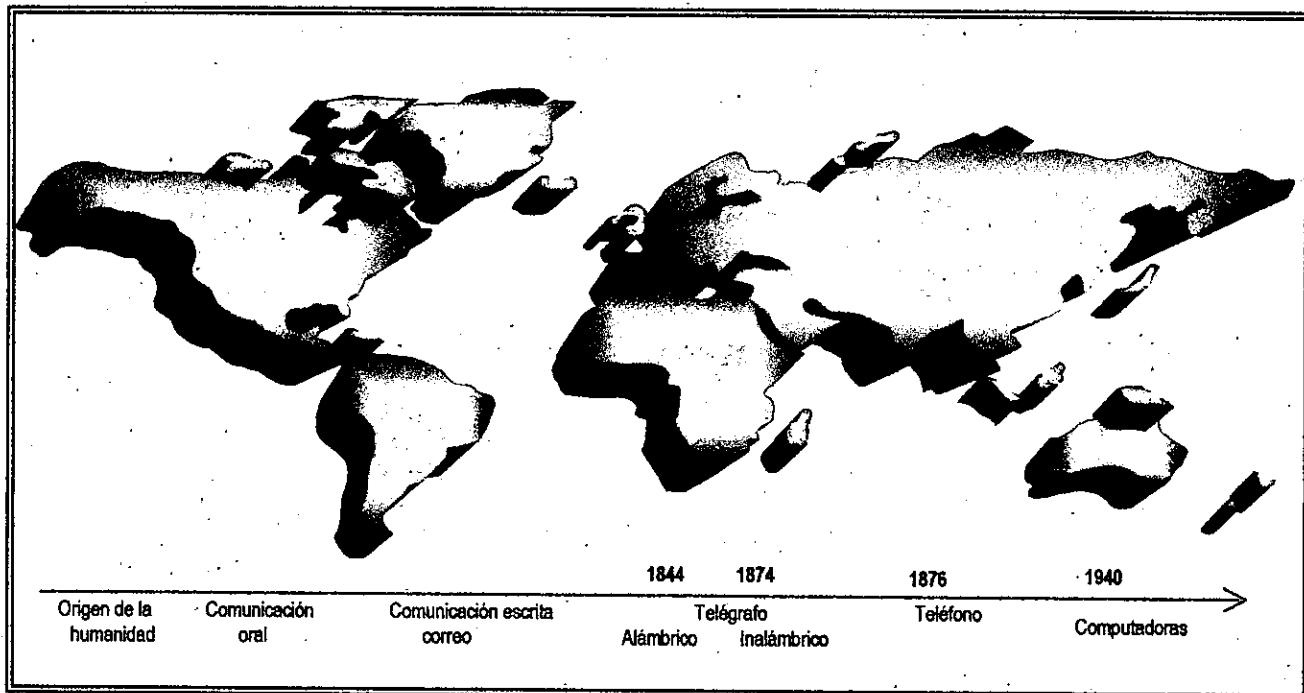 1844 1874 1876 1940
Origen de la Comunicación Comunicación escrita Telégrafo Teléfono Computadoras
humanidad oral correo Alámbrico Inalámbrico